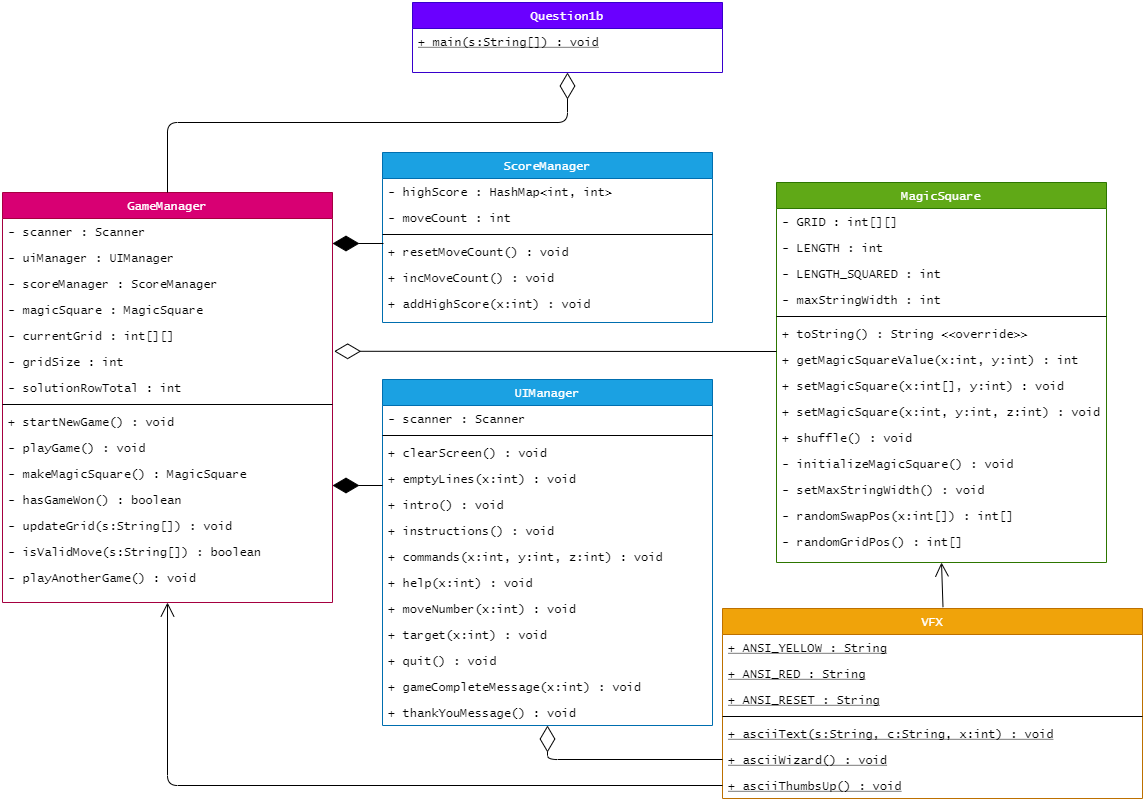 Question1b
+ main(s:String[]) : void
ScoreManager
- highScore : HashMap<int, int>
- moveCount : int
+ resetMoveCount() : void
+ incMoveCount() : void
+ addHighScore(x:int) : void
GameManager
- scanner : Scanner
- uiManager : UIManager
- scoreManager : ScoreManager
- magicSquare : MagicSquare
- currentGrid : int[][]
- gridSize : int
- solutionRowTotal : int
+ startNewGame() : void
- playGame() : void
- makeMagicSquare() : MagicSquare
- hasGameWon() : boolean
- updateGrid(s:String[]) : void
- isValidMove(s:String[]) : boolean
- playAnotherGame() : void
MagicSquare
- GRID : int[][]
- LENGTH : int
- LENGTH_SQUARED : int
- maxStringWidth : int
+ toString() : String <<override>>
+ getMagicSquareValue(x:int, y:int) : int
+ setMagicSquare(x:int[], y:int) : void
+ setMagicSquare(x:int, y:int, z:int) : void
+ shuffle() : void
- initializeMagicSquare() : void
- setMaxStringWidth() : void
- randomSwapPos(x:int[]) : int[]
- randomGridPos() : int[]
UIManager
- scanner : Scanner
+ clearScreen() : void
+ emptyLines(x:int) : void
+ intro() : void
+ instructions() : void
+ commands(x:int, y:int, z:int) : void
+ help(x:int) : void
+ moveNumber(x:int) : void
+ target(x:int) : void
+ quit() : void
+ gameCompleteMessage(x:int) : void
+ thankYouMessage() : void
VFX
+ ANSI_YELLOW : String
+ ANSI_RED : String
+ ANSI_RESET : String
+ asciiText(s:String, c:String, x:int) : void
+ asciiWizard() : void
+ asciiThumbsUp() : void